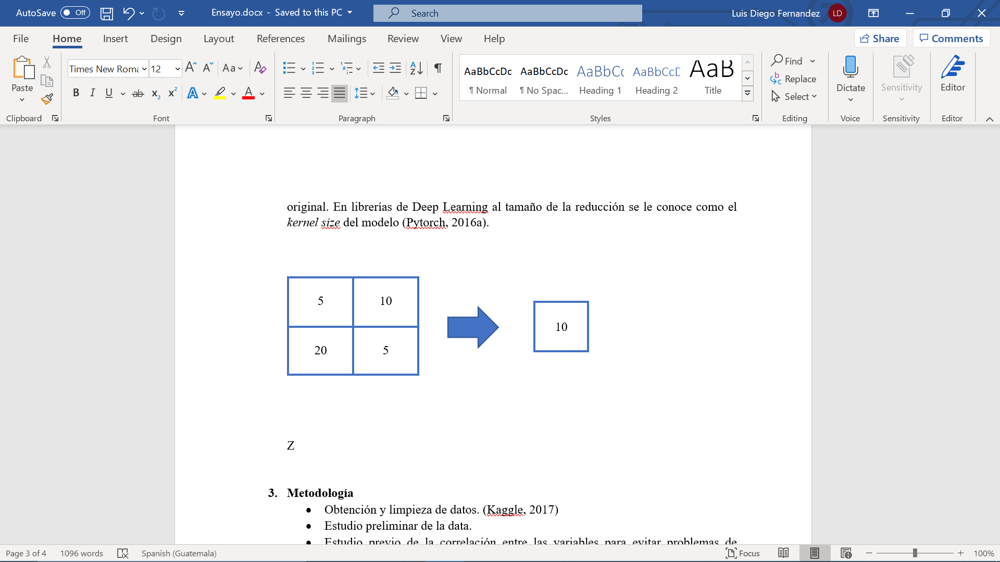 AutoSave Off Ensayo.docx - Saved to this PC Search Luis Diego Fernandez LD
File Home Insert Design Layout References Mailings Review View Help Share Comments
Paste
Clipboard
Times New Roma 12
Font
Paragraph
AaBbCcDc AaBbCcDc AaBbCc AaBbCcD AaB
¶ Normal ¶ No Spac... Heading 1 Heading 2 Title
Styles
Find
Replace
Select
Editing
Dictate
Voice
Sensitivity
Sensitivity
Editor
Editor
original. En librerías de Deep Learning al tamaño de la reducción se le conoce como el
kernel size del modelo (Pytorch, 2016a).
5 10
20 5
10
Z
3. Metodología
• Obtención y limpieza de datos. (Kaggle, 2017)
• Estudio preliminar de la data.
• Estudio previo de la correlación entre las variables para evitar problemas de
Page 3 of 4 1096 words Spanish (Guatemala) Focus 100%